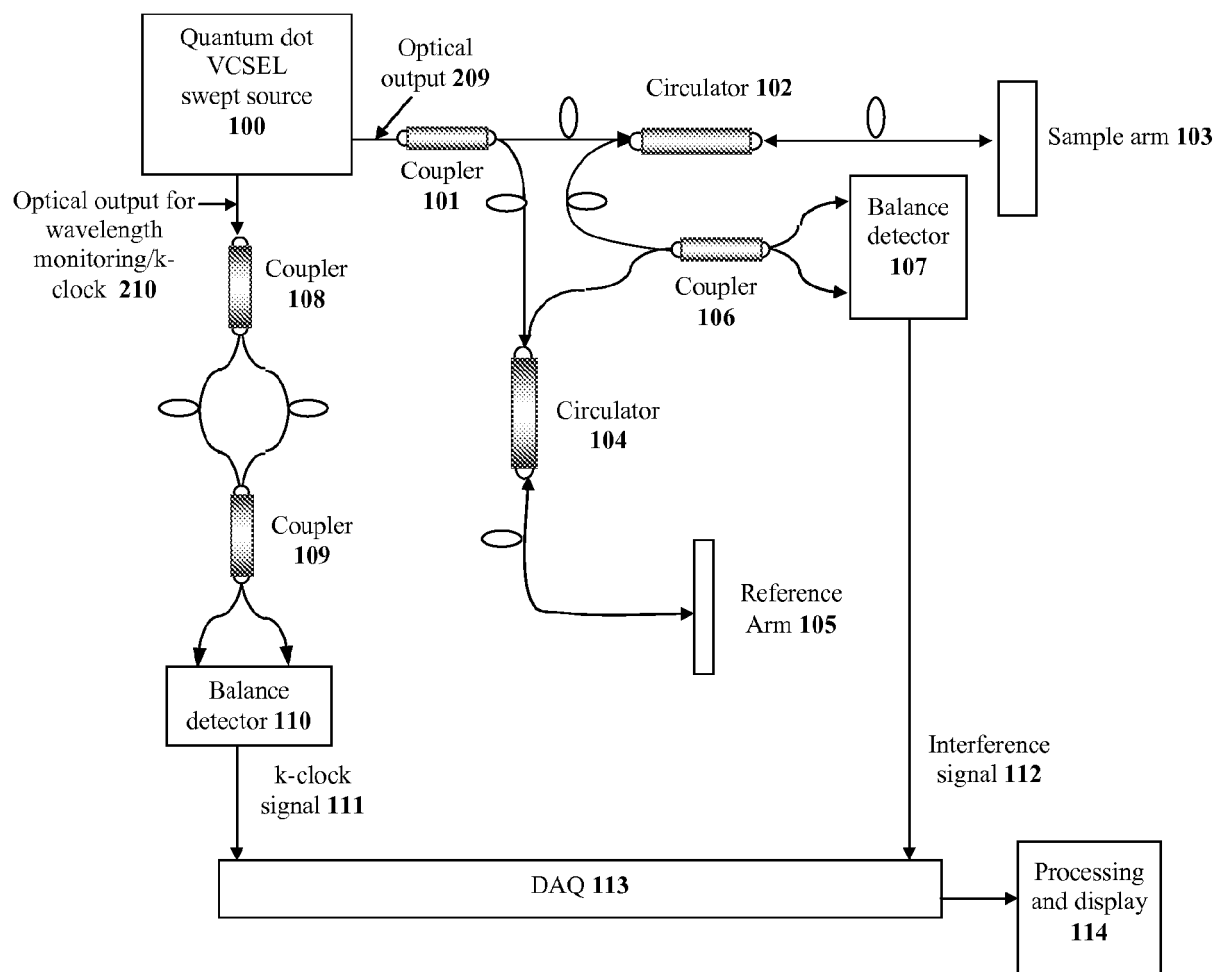 Quantum dot
VCSEL
swept source
100
Optical
output 209
Circulator 102
Sample arm 103
Coupler
101
Optical output for
wavelength
monitoring/k-
clock 210
Coupler
108
Balance
detector
107
Coupler
106
Circulator
104
Coupler
109
Reference
Arm 105
Balance
detector 110
k-clock
signal 111
Interference
signal 112
DAQ 113
Processing
and display
114